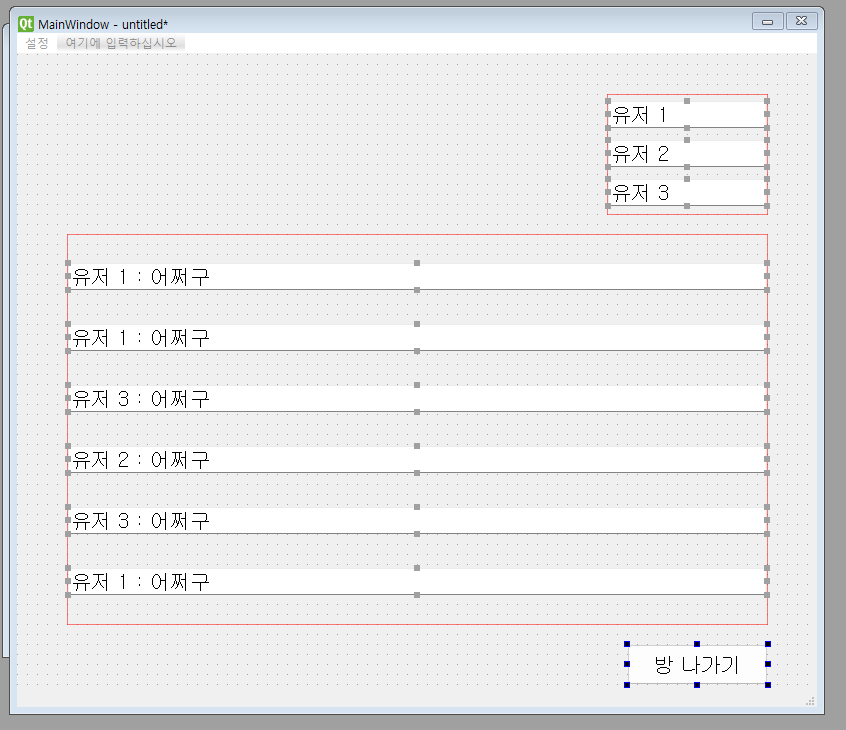 Qt MainWindow - untitled*
설정 여기에 입력하십시오
유저 1
유저 2
유저 3
유저 1 : 어쩌구
유저 1 : 어쩌구
유저 3 : 어쩌구
유저 2 : 어쩌구
유저 3 : 어쩌구
유저 1 : 어쩌구
방 나가기